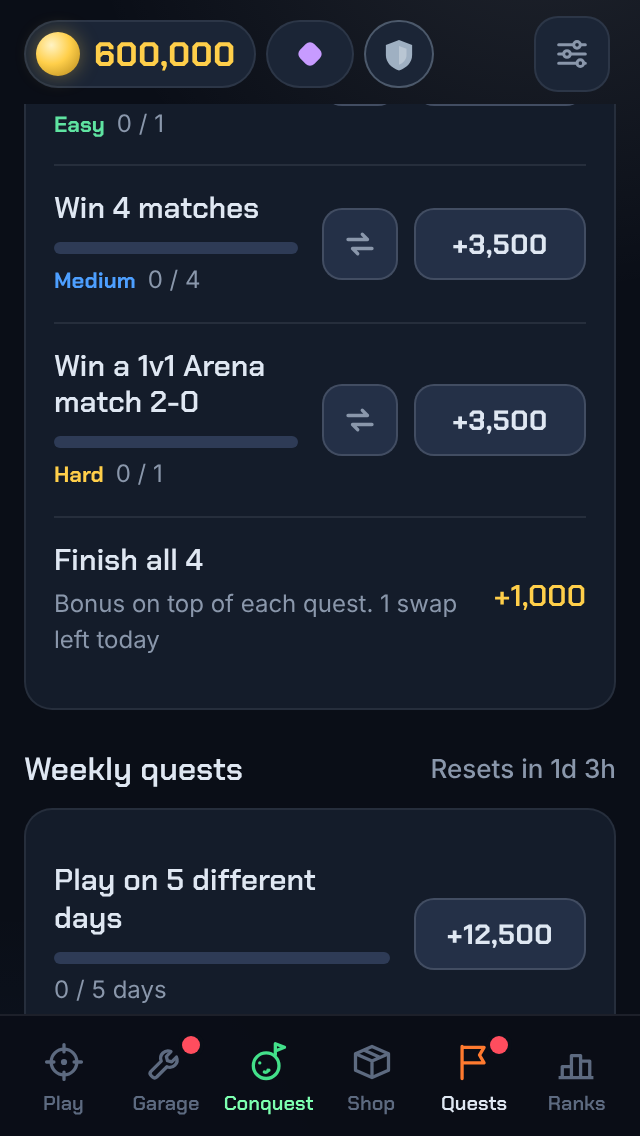 600,000
Easy 0 / 1
Win 4 matches
+3,500
Medium 0 / 4
Win a 1v1 Arena
match 2-0
+3,500
Hard 0 / 1
Finish all 4
Bonus on top of each quest. 1 swap
left today
+1,000
Weekly quests
Resets in 1d 3h
Play on 5 different
days
+12,500
0 / 5 days
Play
Garage
Conquest
Shop
Quests
Ranks